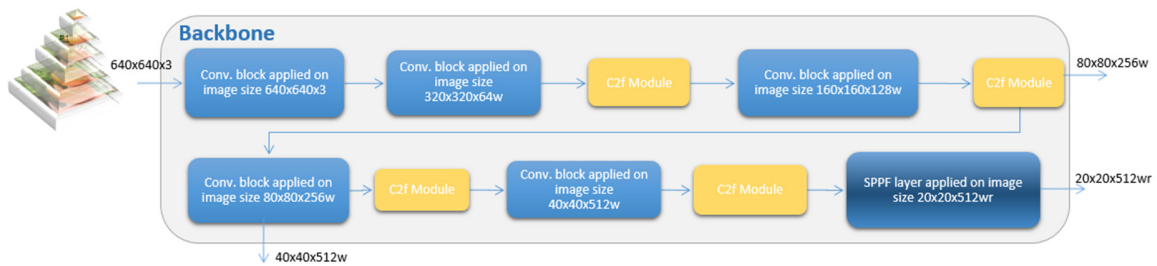 Backbone
640x640x3
Conv. block applied on
image size 640x640x3
Conv. block applied on
image size
320x320x64w
C2f Module
Conv. block applied on
image size 160x160x128w
C2f Module
80x80x256w
Conv. block applied on
image size 80x80x256w
C2f Module
Conv. block applied on
image size
40x40x512w
C2f Module
SPPF layer applied on image
size 20x20x512wr
20x20x512wr
40x40x512w